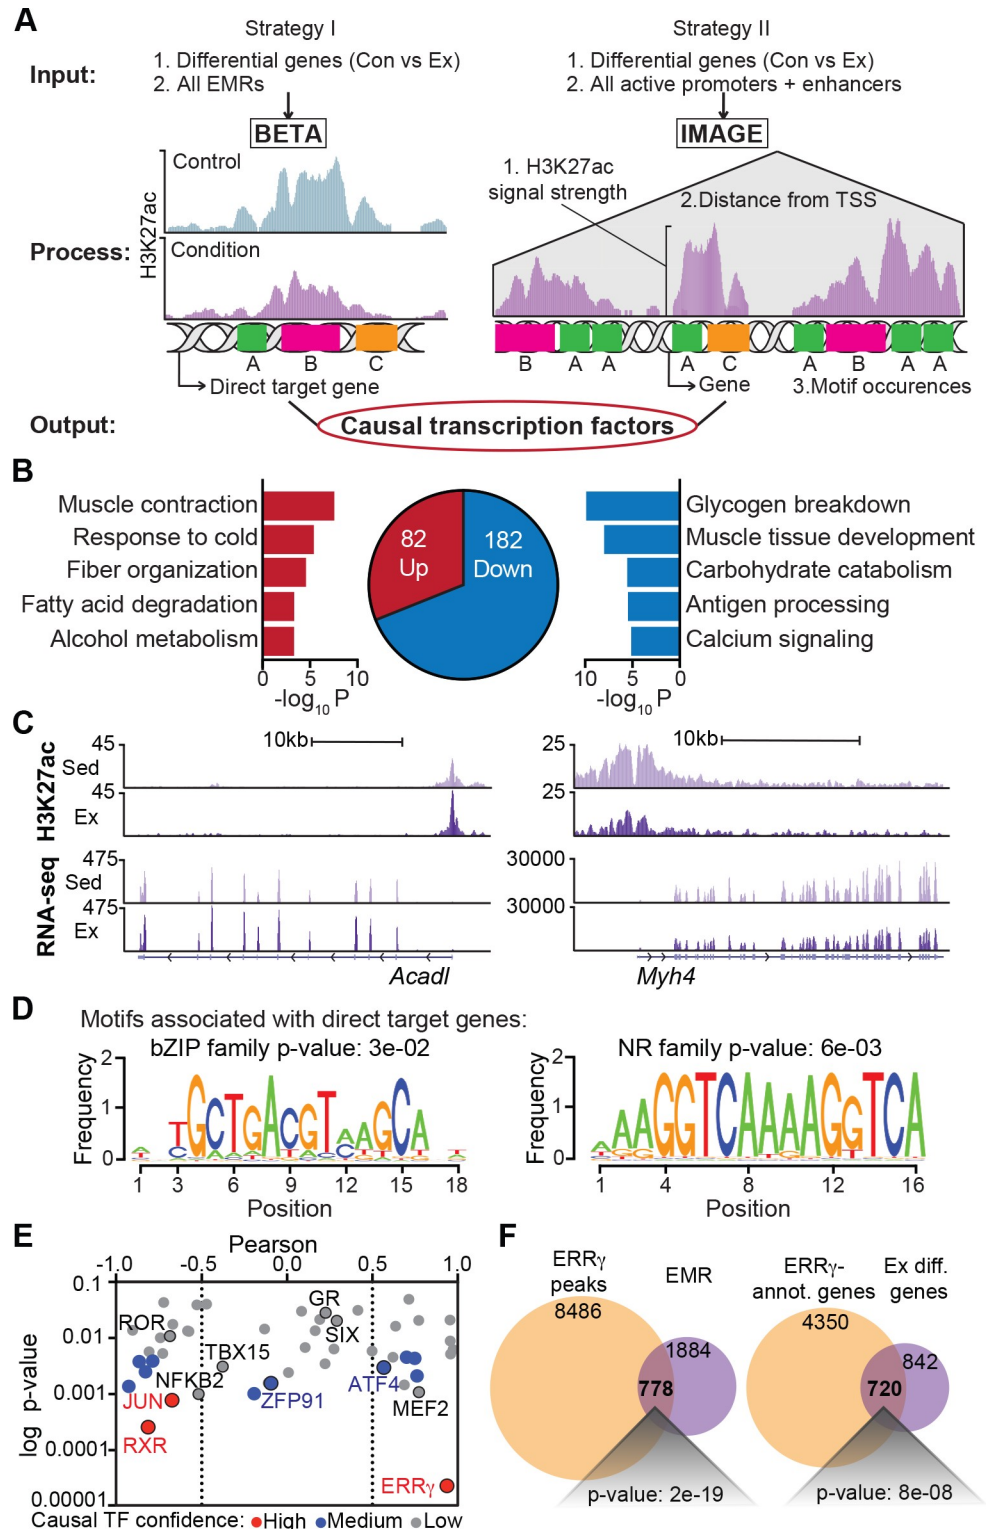 A
Strategy I
Strategy II
Input:
1. Differential genes (Con vs Ex)
2. All EMRs
1. Differential genes (Con vs Ex)
2. All active promoters + enhancers
BETA
IMAGE
Process:
H3K27ac
Control
Condition
1. H3K27ac
signal strength
2.Distance from TSS
A B C
B A A A C A B A A
Direct target gene
Gene
3.Motif occurences
Output:
Causal transcription factors
B
Muscle contraction
Response to cold
Fiber organization
Fatty acid degradation
Alcohol metabolism
0 5 10
-log10 P
82
Up
182
Down
Glycogen breakdown
Muscle tissue development
Carbohydrate catabolism
Antigen processing
Calcium signaling
10 5 0
-log10 P
C
H3K27ac
RNA-seq
10kb
45
Sed
45
Ex
475
Sed
475
Ex
Acadl
10kb
25
25
30000
30000
Myh4
D
Motifs associated with direct target genes:
bZIP family p-value: 3e-02
Frequency
2
1
0
1 3 6 9 12 15 18
Position
NR family p-value: 6e-03
Frequency
2
1
0
1 4 8 12 16
Position
E
Pearson
-1.0 -0.5 0.0 0.5 1.0
log p-value
0.1
0.01
0.001
0.0001
0.00001
ROR
GR
SIX
TBX15
NFKB2
JUN
ZFP91
ATF4
MEF2
RXR
ERRγ
Causal TF confidence: High Medium Low
F
ERRγ
peaks
8486
EMR
1884
778
p-value: 2e-19
ERRγ-
annot. genes
4350
Ex diff.
genes
842
720
p-value: 8e-08